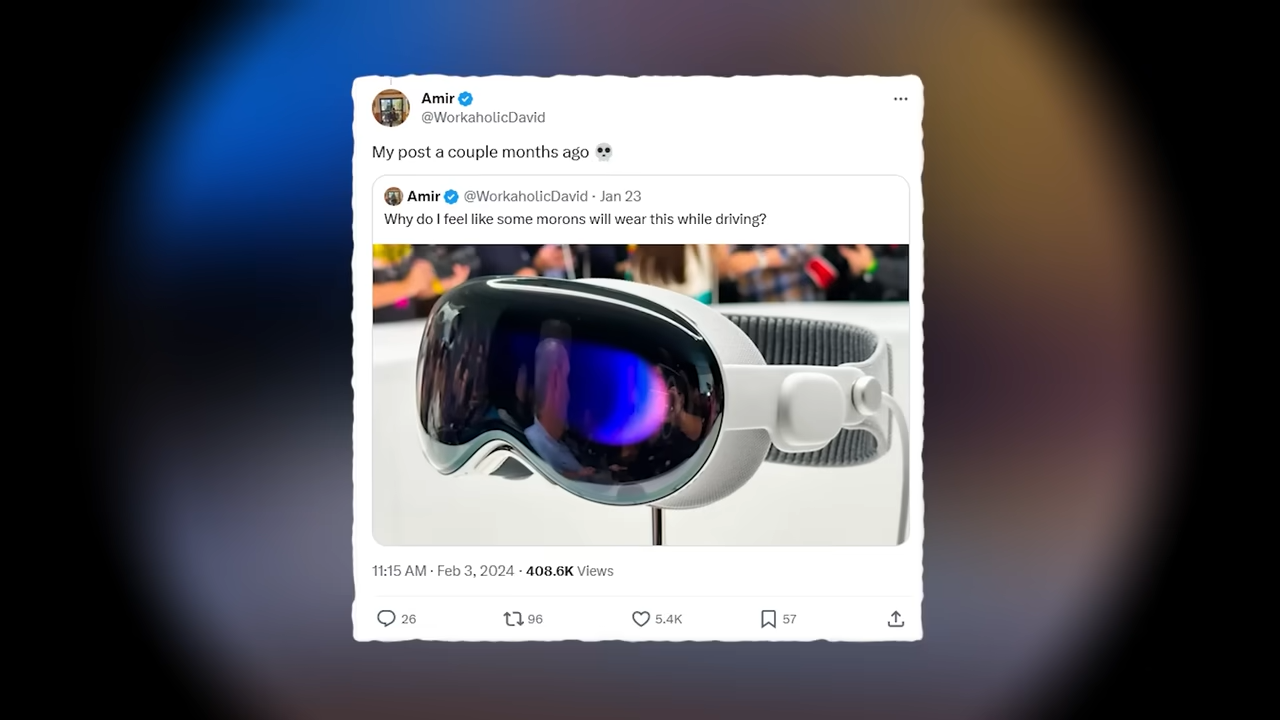 Amir
@WorkaholicDavid
My post a couple months ago 💀
Amir @WorkaholicDavid · Jan 23
Why do I feel like some morons will wear this while driving?
11:15 AM · Feb 3, 2024 · 408.6K Views
26 96 5.4K 57